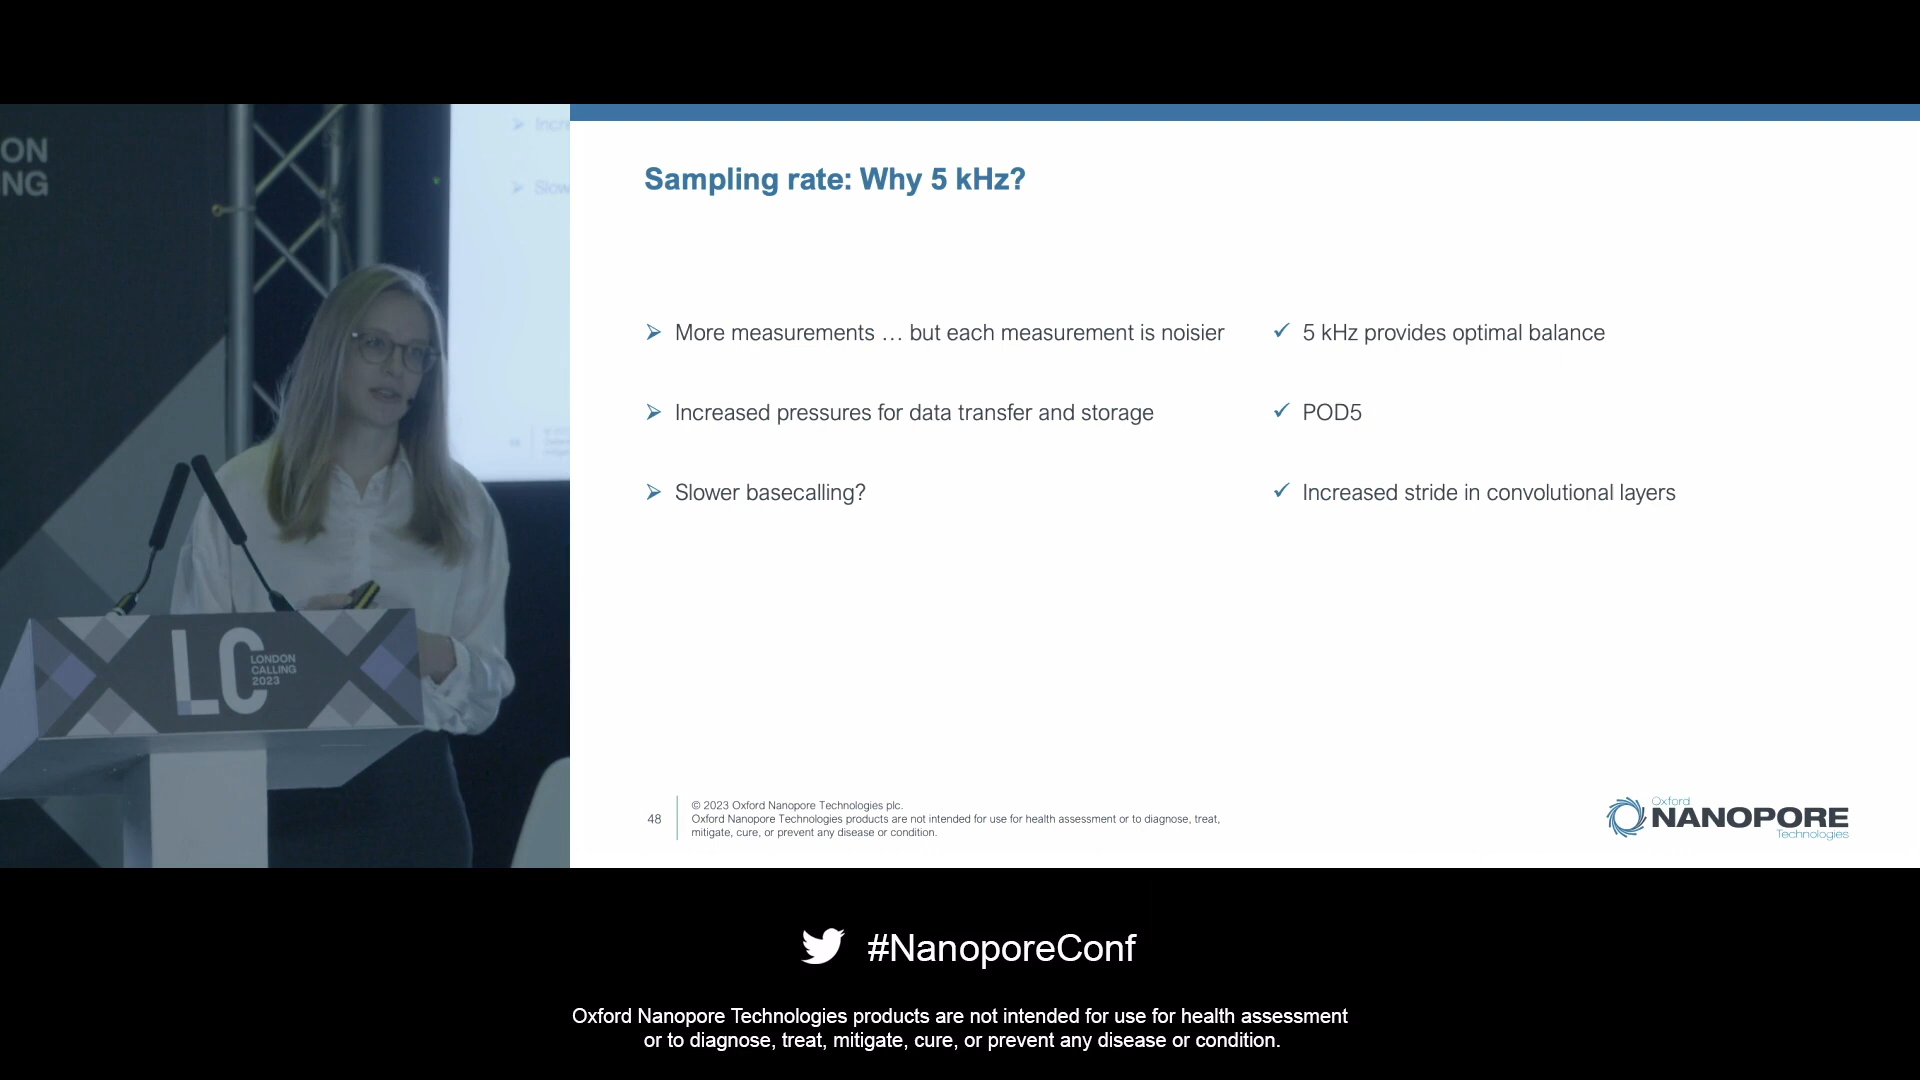 ON
NG
Incre
Slow
LC
LONDON
CALLING
2023
Sampling rate: Why 5 kHz?
➢ More measurements … but each measurement is noisier
✓ 5 kHz provides optimal balance
➢ Increased pressures for data transfer and storage
✓ POD5
➢ Slower basecalling?
✓ Increased stride in convolutional layers
48
© 2023 Oxford Nanopore Technologies plc.
Oxford Nanopore Technologies products are not intended for use for health assessment or to diagnose, treat,
mitigate, cure, or prevent any disease or condition.
Oxford
NANOPORE
Technologies
#NanoporeConf
Oxford Nanopore Technologies products are not intended for use for health assessment
or to diagnose, treat, mitigate, cure, or prevent any disease or condition.